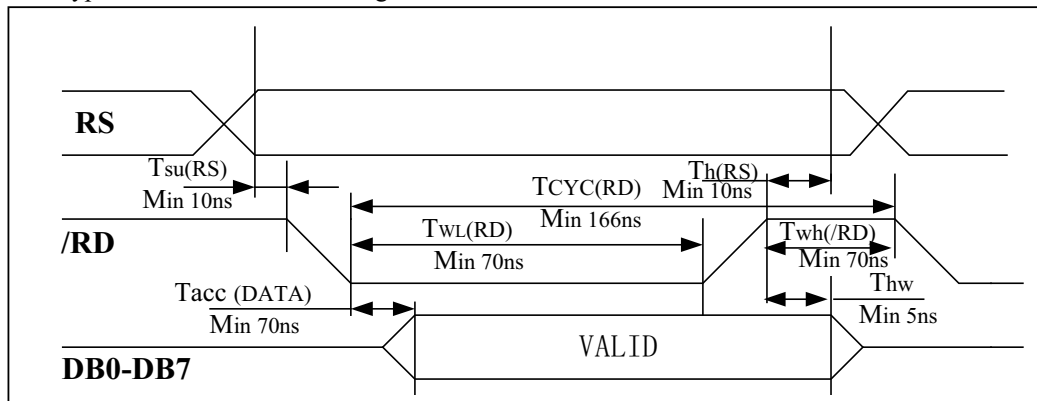 RS
Tsu(RS)
Min 10ns
Th(RS)
Min 10ns
TCYC(RD)
Min 166ns
/RD
TWL(RD)
Min 70ns
Twh(/RD)
Min 70ns
Tacc (DATA)
Min 70ns
Thw
Min 5ns
VALID
DB0-DB7